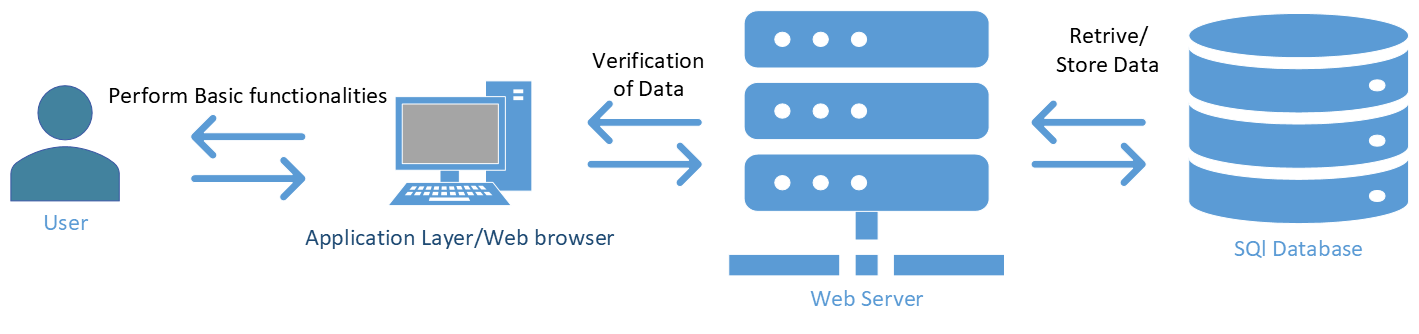 User
Perform Basic functionalities
Application Layer/Web browser
Verification
of Data
Web Server
Retrive/
Store Data
SQl Database